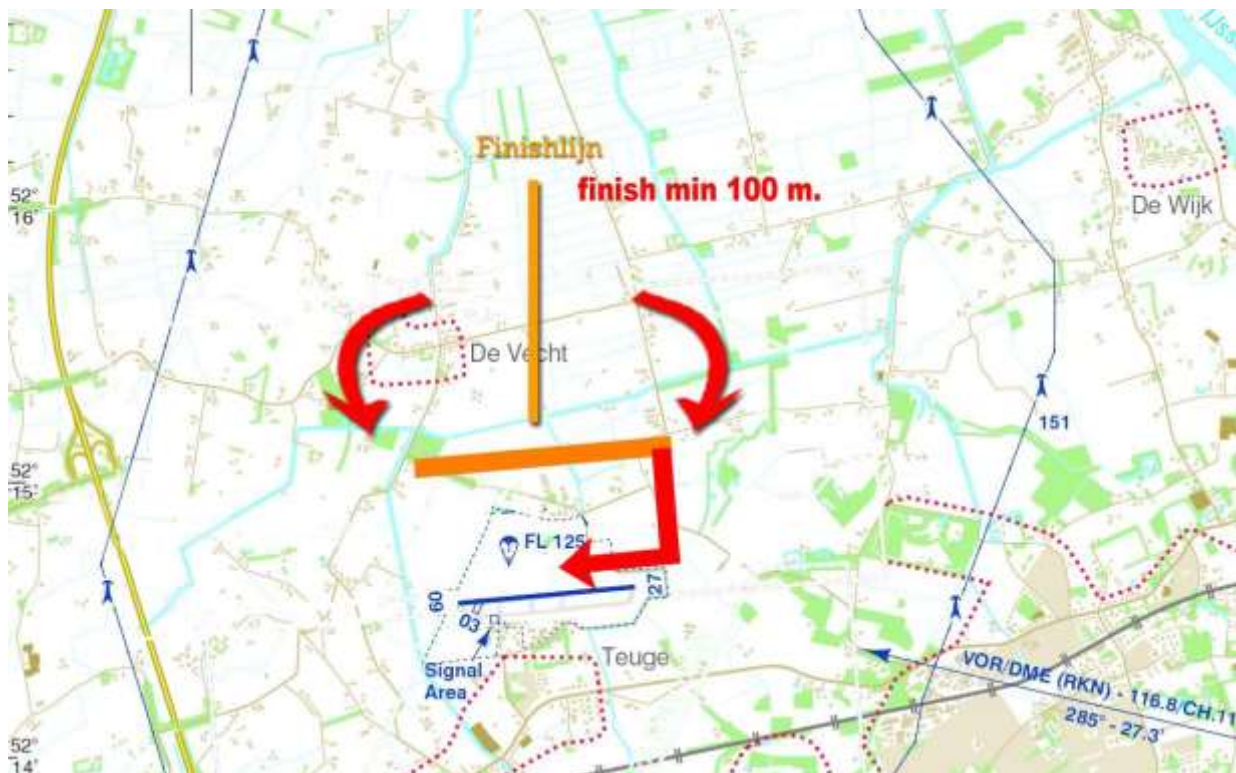 IJss
Finishlijn
52°
16'
finish min 100 m.
De Wijk
De Vecht
151
52°
15'
FL 125
09
27
03
Signal
Area
Teuge
VOR/DME (RKN) - 116.8/CH.11
285° - 27.3'
52°
14'